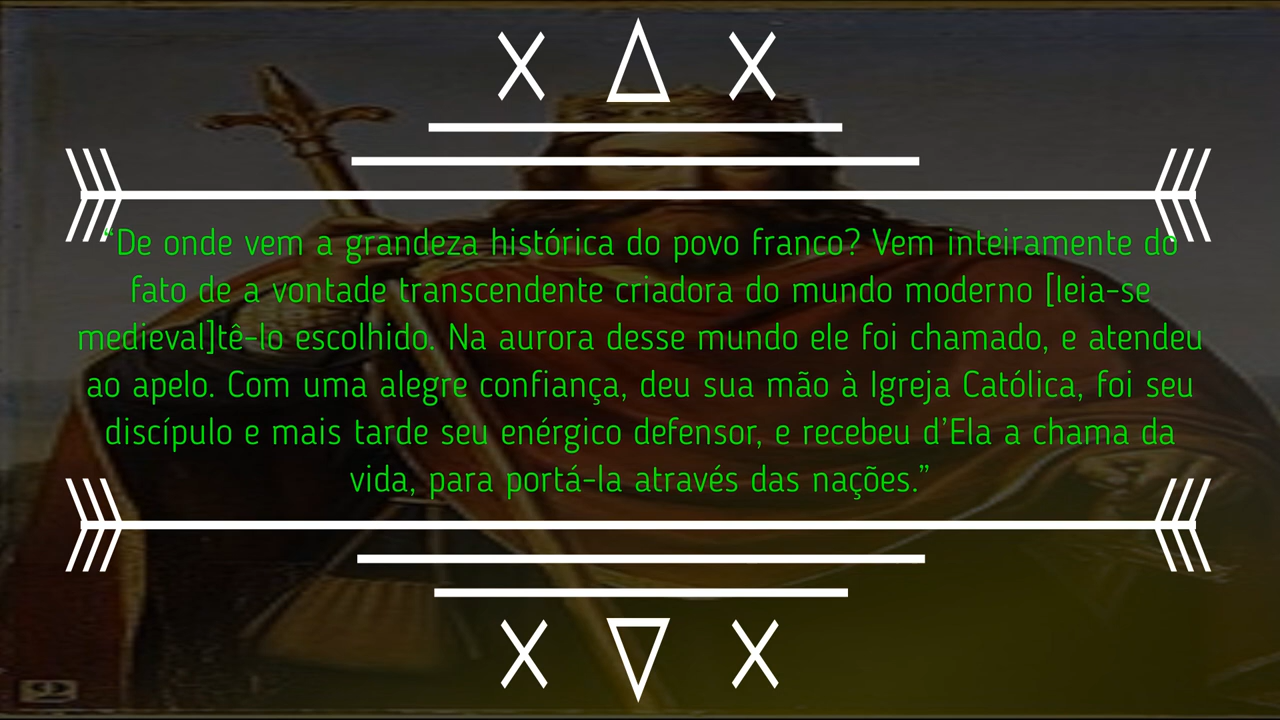 “De onde vem a grandeza histórica do povo franco? Vem inteiramente do
fato de a vontade transcendente criadora do mundo moderno [leia-se
medieval]tê-lo escolhido. Na aurora desse mundo ele foi chamado, e atendeu
ao apelo. Com uma alegre confiança, deu sua mão à Igreja Católica, foi seu
discípulo e mais tarde seu enérgico defensor, e recebeu d’Ela a chama da
vida, para portá-la através das nações.”